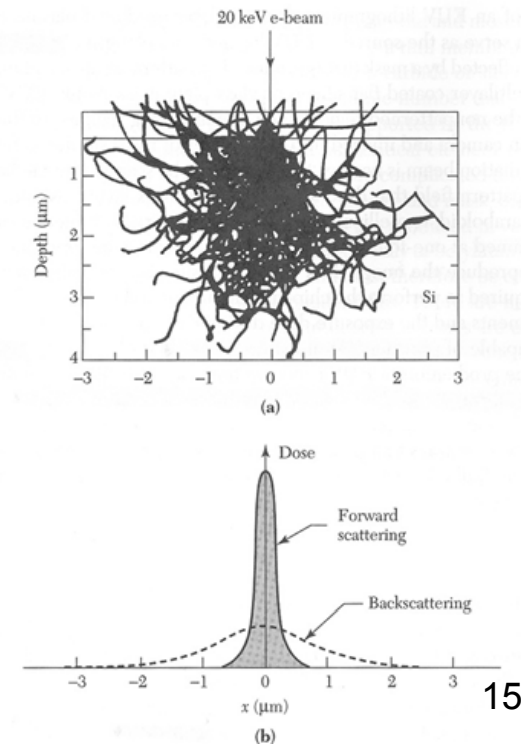 20 keV e-beam
Depth (μm)
1
2
3
4
Si
−3 −2 −1 0 1 2 3
(a)
Dose
Forward
scattering
Backscattering
−3 −2 −1 0 1 2 3
x (μm)
15
(b)